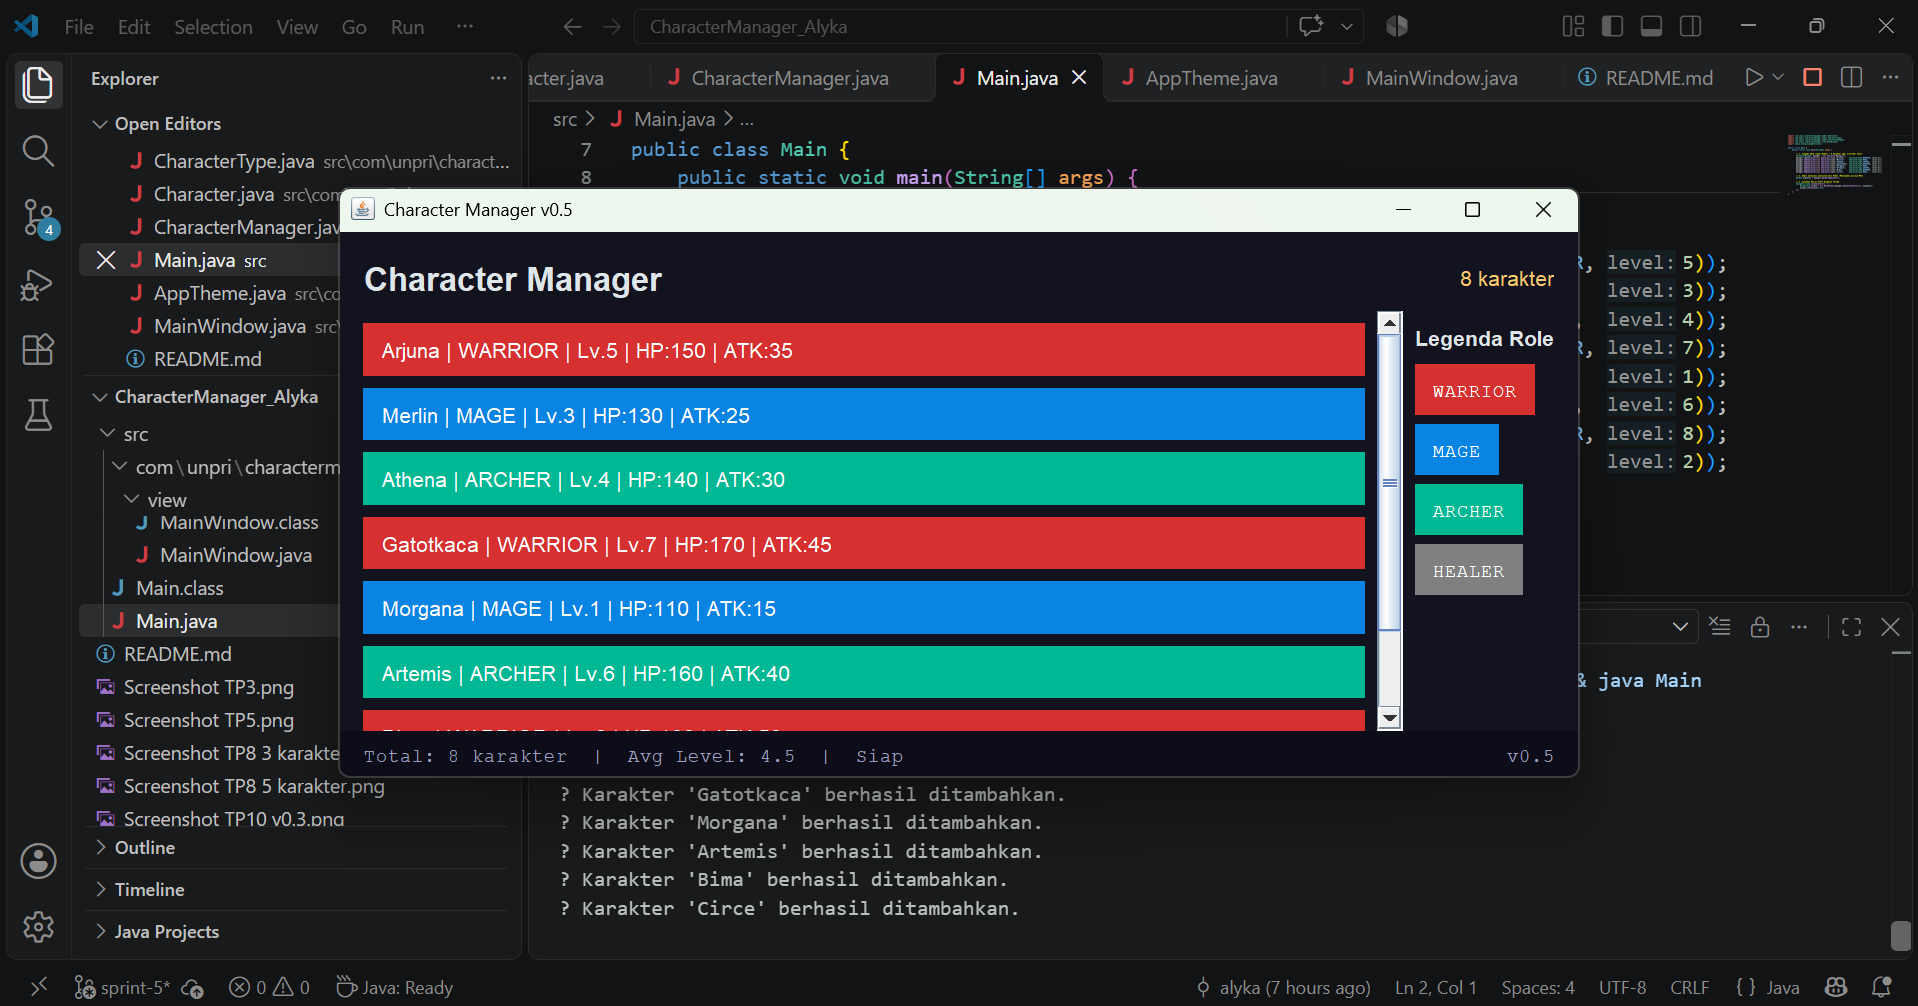 File Edit Selection View Go Run ···
CharacterManager_Alyka
Explorer
Open Editors
CharacterType.java src\com\unpri\charact...
Character.java
CharacterManager.jav
Main.java src
AppTheme.java src\co
MainWindow.java src\
README.md
CharacterManager_Alyka
src
com\unpri\characterm
view
MainWindow.class
MainWindow.java
Main.class
Main.java
README.md
Screenshot TP3.png
Screenshot TP5.png
Screenshot TP8 3 karakte
Screenshot TP8 5 karakter.png
Screenshot TP10 v0.3.png
Outline
Timeline
Java Projects
4
acter.java CharacterManager.java Main.java AppTheme.java MainWindow.java README.md
src > Main.java > ...
7 public class Main {
8 public static void main(String[] args) {
R, level: 5));
level: 3));
, level: 4));
R, level: 7));
level: 1));
, level: 6));
R, level: 8));
level: 2));
Character Manager v0.5
Character Manager
8 karakter
Arjuna | WARRIOR | Lv.5 | HP:150 | ATK:35
Merlin | MAGE | Lv.3 | HP:130 | ATK:25
Athena | ARCHER | Lv.4 | HP:140 | ATK:30
Gatotkaca | WARRIOR | Lv.7 | HP:170 | ATK:45
Morgana | MAGE | Lv.1 | HP:110 | ATK:15
Artemis | ARCHER | Lv.6 | HP:160 | ATK:40
Legenda Role
WARRIOR
MAGE
ARCHER
HEALER
Total: 8 karakter | Avg Level: 4.5 | Siap
v0.5
& java Main
? Karakter 'Gatotkaca' berhasil ditambahkan.
? Karakter 'Morgana' berhasil ditambahkan.
? Karakter 'Artemis' berhasil ditambahkan.
? Karakter 'Bima' berhasil ditambahkan.
? Karakter 'Circe' berhasil ditambahkan.
sprint-5* 0 0 Java: Ready
alyka (7 hours ago) Ln 2, Col 1 Spaces: 4 UTF-8 CRLF { } Java